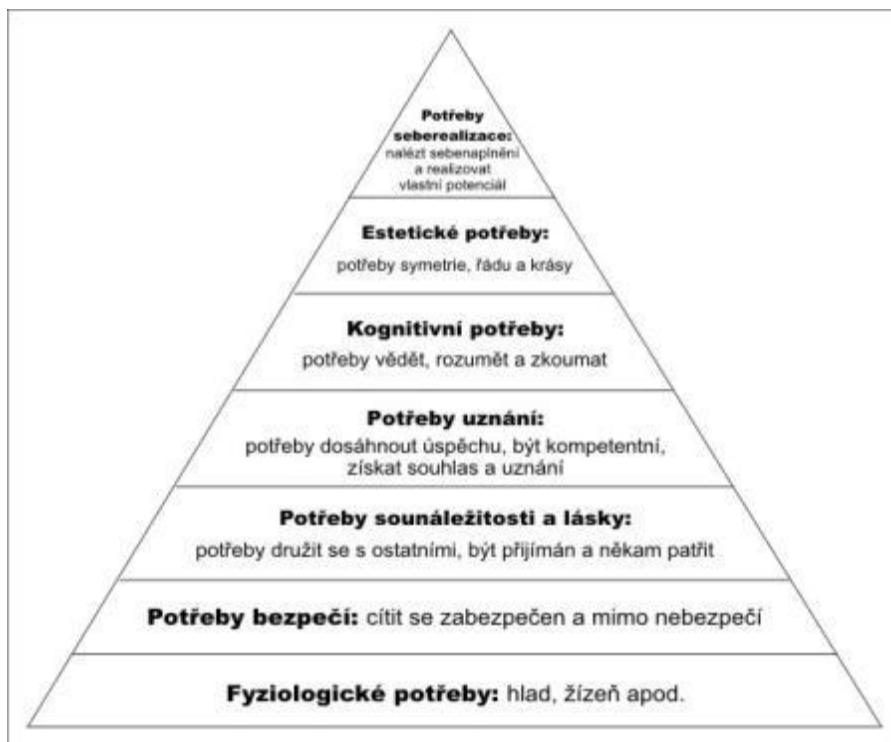 Potřeby
seberealizace:
nalézt sebenaplnění
a realizovat
vlastní potenciál
Estetické potřeby:
potřeby symetrie, řádu a krásy
Kognitivní potřeby:
potřeby vědět, rozumět a zkoumat
Potřeby uznání:
potřeby dosáhnout úspěchu, být kompetentní,
získat souhlas a uznání
Potřeby sounáležitosti a lásky:
potřeby družit se s ostatními, být přijímán a někam patřit
Potřeby bezpečí: cítit se zabezpečen a mimo nebezpečí
Fyziologické potřeby: hlad, žízeň apod.